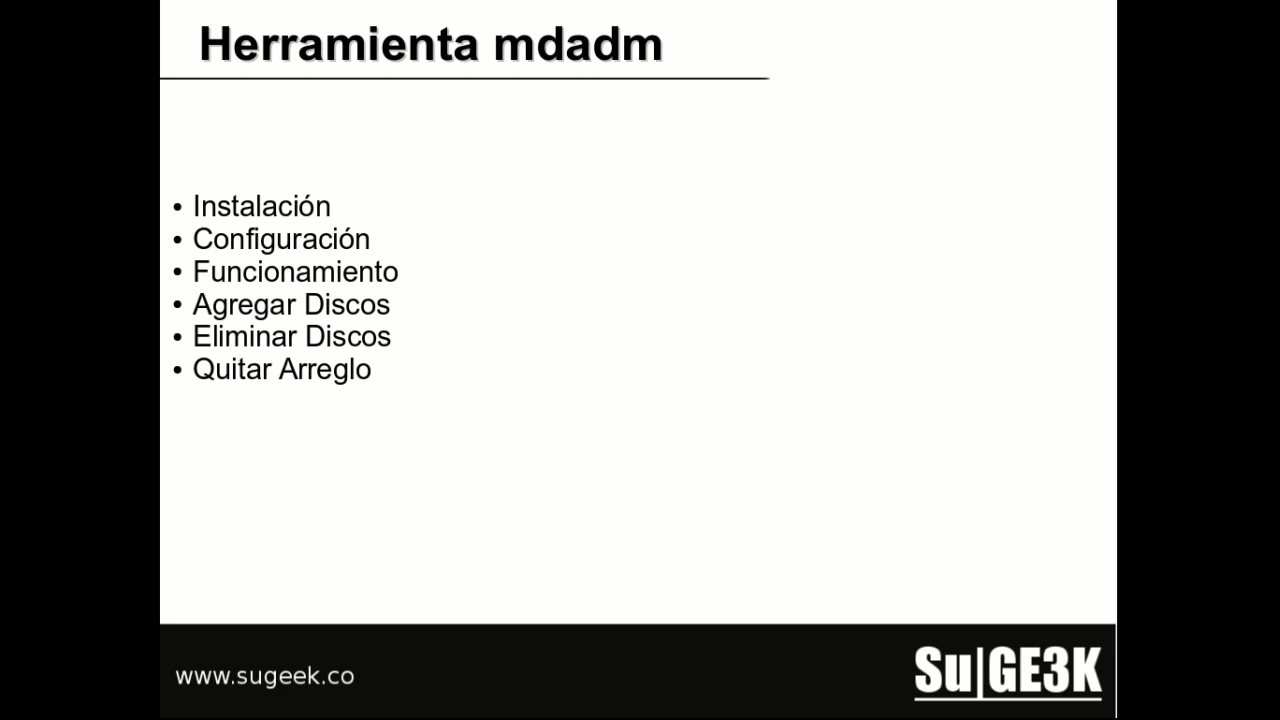 Herramienta mdadm
• Instalación
• Configuración
• Funcionamiento
• Agregar Discos
• Eliminar Discos
• Quitar Arreglo
www.sugeek.co
Su|GE3K